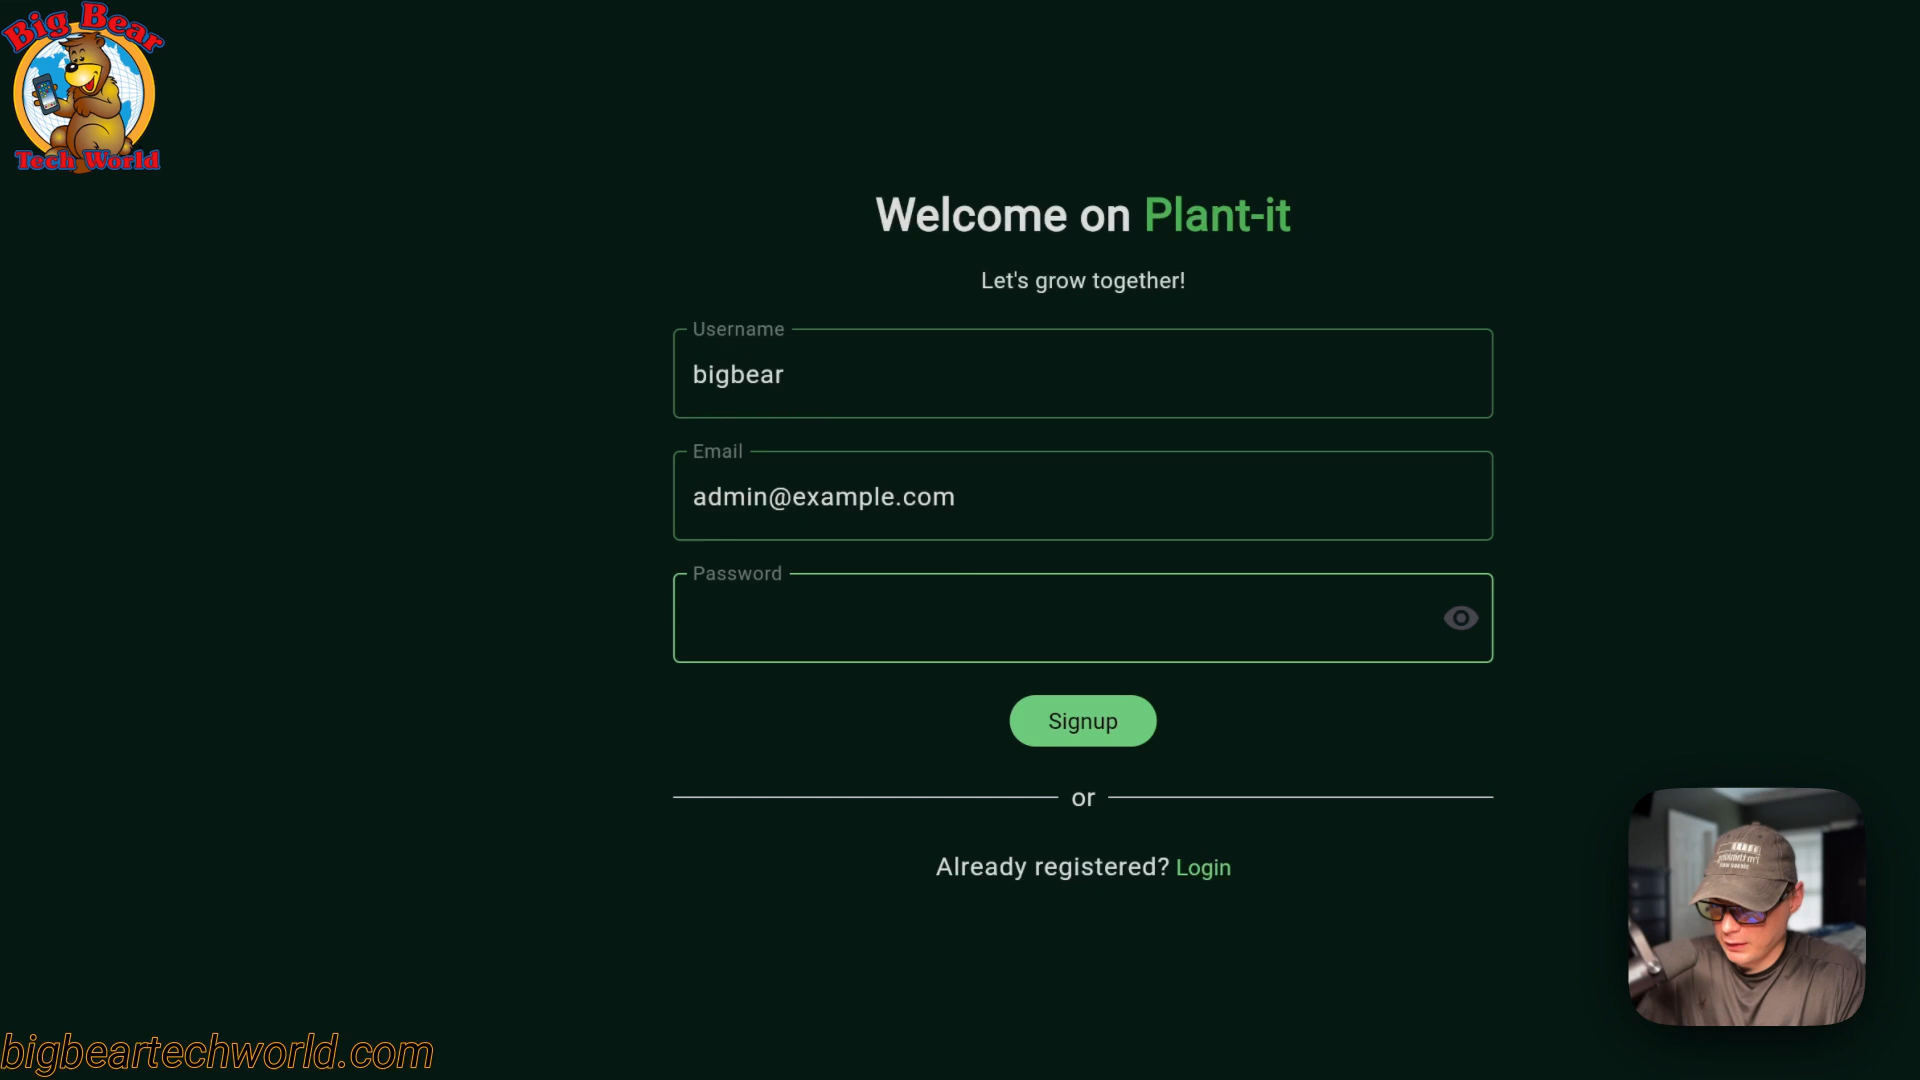 Big Bear
Tech World
Welcome on Plant-it
Let's grow together!
Username
bigbear
Email
admin@example.com
Password
Signup
or
Already registered? Login
bigbeartechworld.com